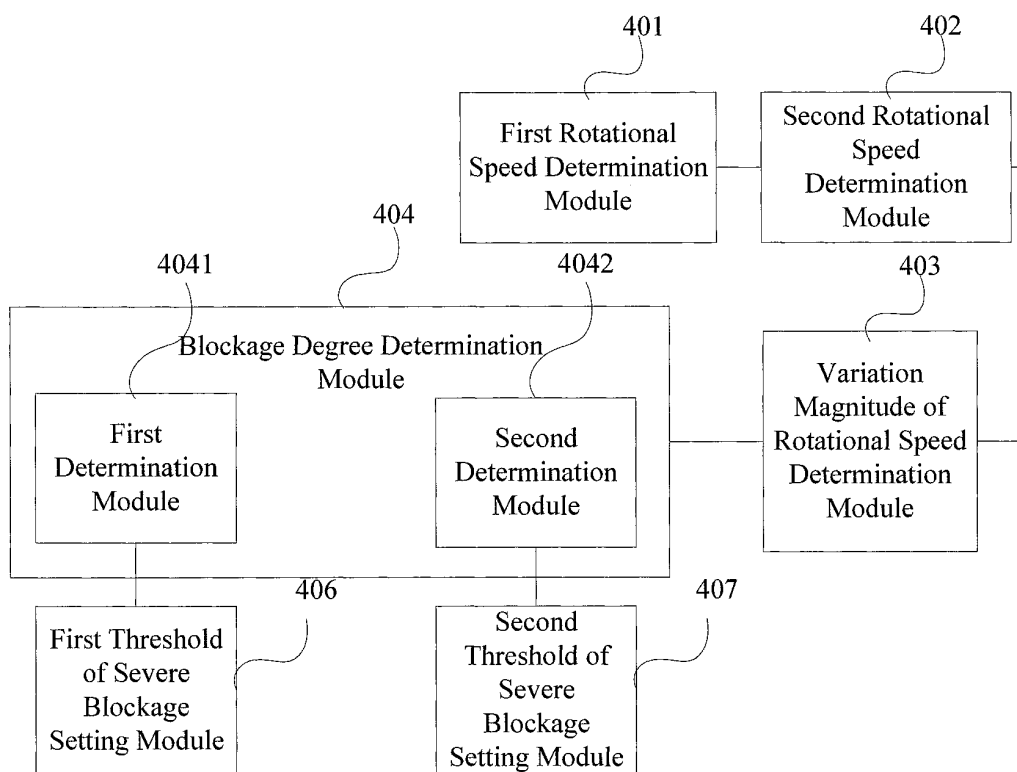 401
402
First Rotational
Speed Determination
Module
Second Rotational
Speed
Determination
Module
404
4041
4042
403
Blockage Degree Determination
Module
Variation
Magnitude of
Rotational Speed
Determination
Module
First
Determination
Module
Second
Determination
Module
406
407
First Threshold
of Severe
Blockage
Setting Module
Second
Threshold of
Severe
Blockage
Setting Module